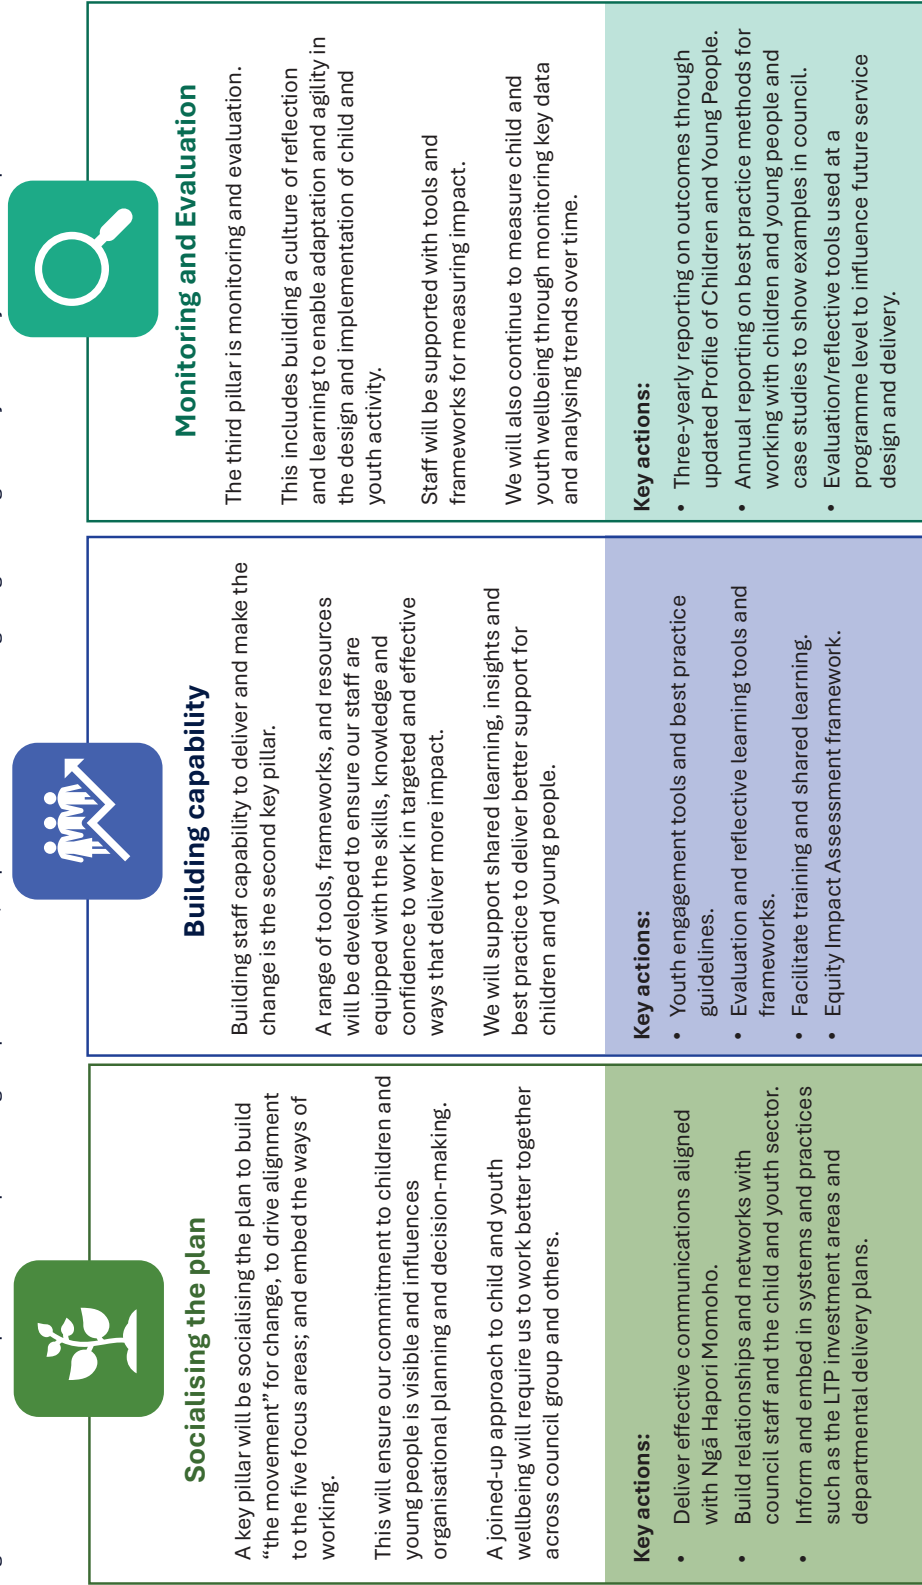 Socialising the plan
A key pillar will be socialising the plan to build
“the movement” for change, to drive alignment
to the five focus areas; and embed the ways of
working.
This will ensure our commitment to children and
young people is visible and influences
organisational planning and decision-making.
A joined-up approach to child and youth
wellbeing will require us to work better together
across council group and others.
Key actions:
• Deliver effective communications aligned
with Ngā Hapori Momoho.
• Build relationships and networks with
council staff and the child and youth sector.
• Inform and embed in systems and practices
such as the LTP investment areas and
departmental delivery plans.
Building capability
Building staff capability to deliver and make the
change is the second key pillar.
A range of tools, frameworks, and resources
will be developed to ensure our staff are
equipped with the skills, knowledge and
confidence to work in targeted and effective
ways that deliver more impact.
We will support shared learning, insights and
best practice to deliver better support for
children and young people.
Key actions:
• Youth engagement tools and best practice
guidelines.
• Evaluation and reflective learning tools and
frameworks.
• Facilitate training and shared learning.
• Equity Impact Assessment framework.
Monitoring and Evaluation
The third pillar is monitoring and evaluation.
This includes building a culture of reflection
and learning to enable adaptation and agility in
the design and implementation of child and
youth activity.
Staff will be supported with tools and
frameworks for measuring impact.
We will also continue to measure child and
youth wellbeing through monitoring key data
and analysing trends over time.
Key actions:
• Three-yearly reporting on outcomes through
updated Profile of Children and Young People.
• Annual reporting on best practice methods for
working with children and young people and
case studies to show examples in council.
• Evaluation/reflective tools used at a
programme level to influence future service
design and delivery.